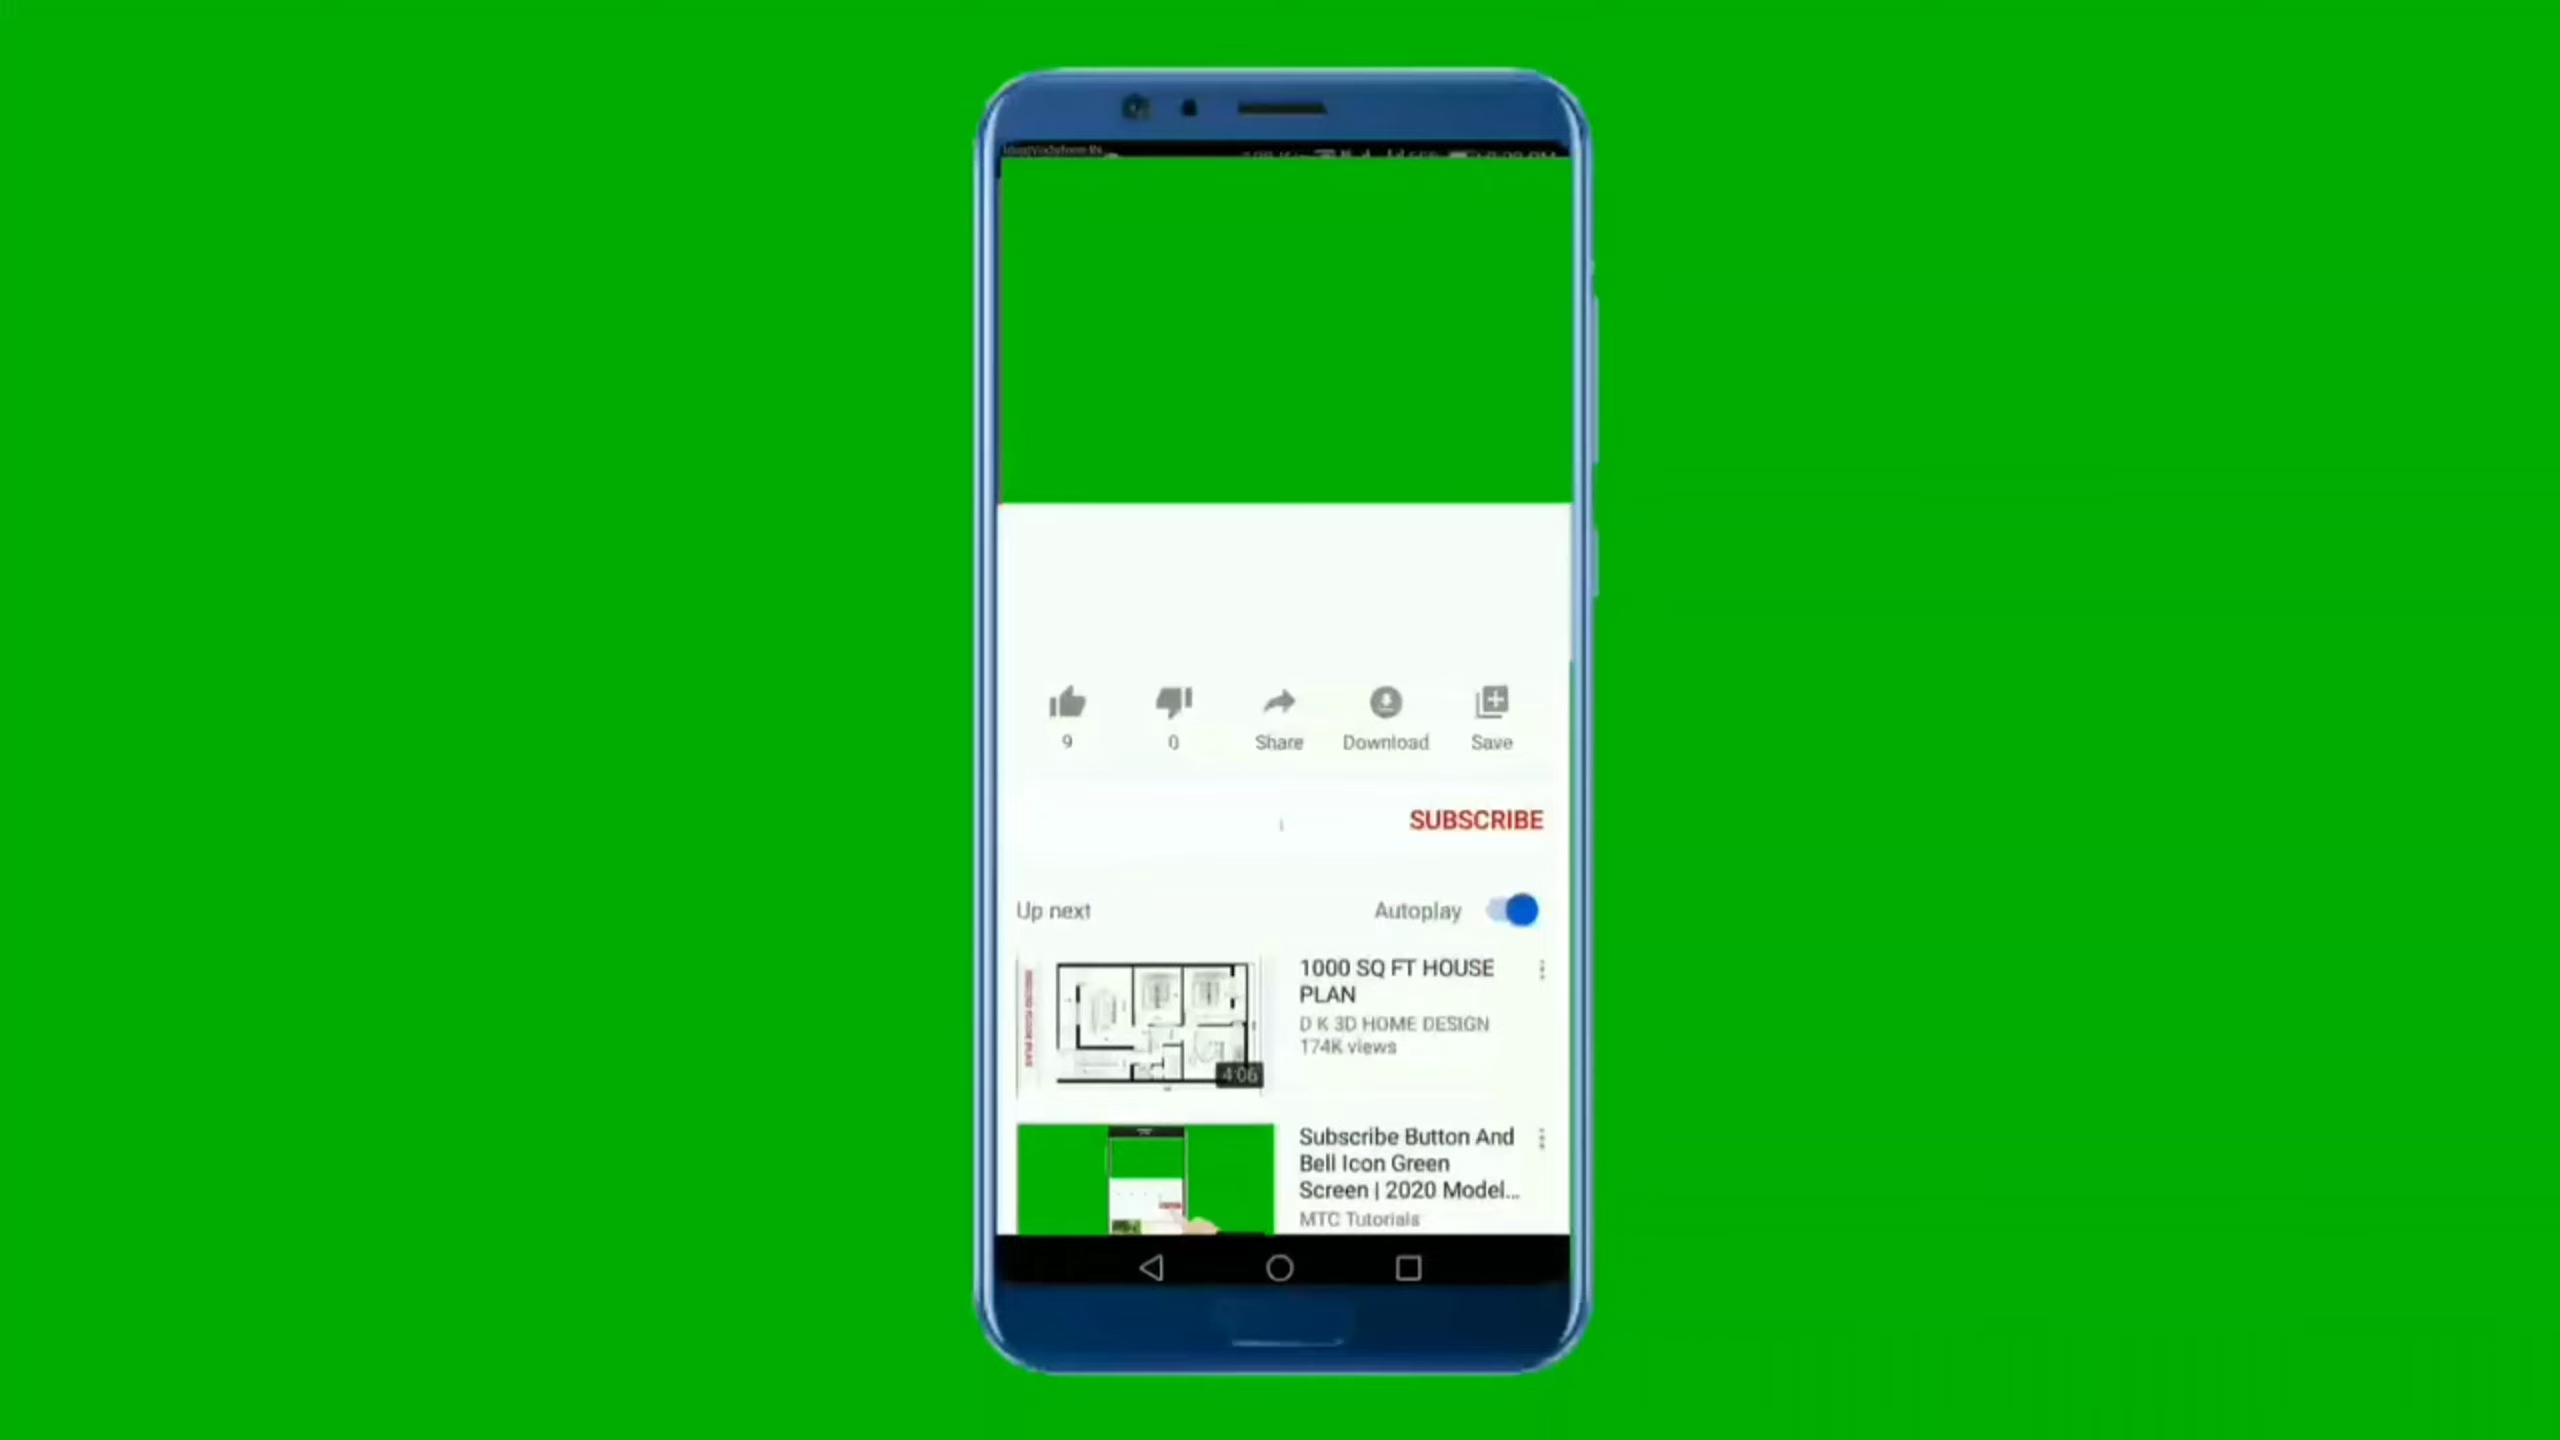 9
0
Share
Download
Save
SUBSCRIBE
Up next
Autoplay
1000 SQ FT HOUSE
PLAN
D K 3D HOME DESIGN
174K views
4:06
Subscribe Button And
Bell Icon Green
Screen | 2020 Model...
MTC Tutorials